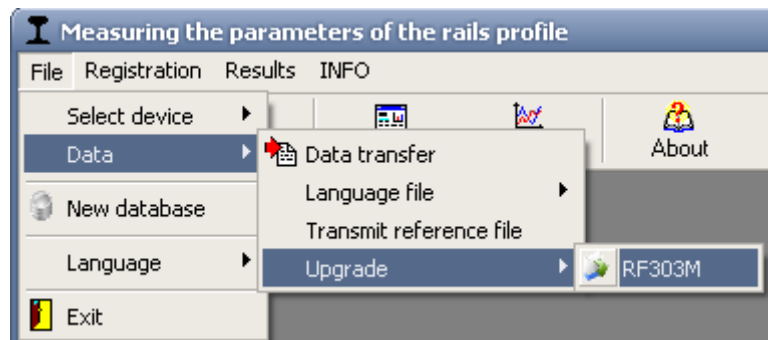 Measuring the parameters of the rails profile
File Registration Results INFO
Select device
Data
New database
Language
Exit
Data transfer
Language file
Transmit reference file
Upgrade
RF303M
About